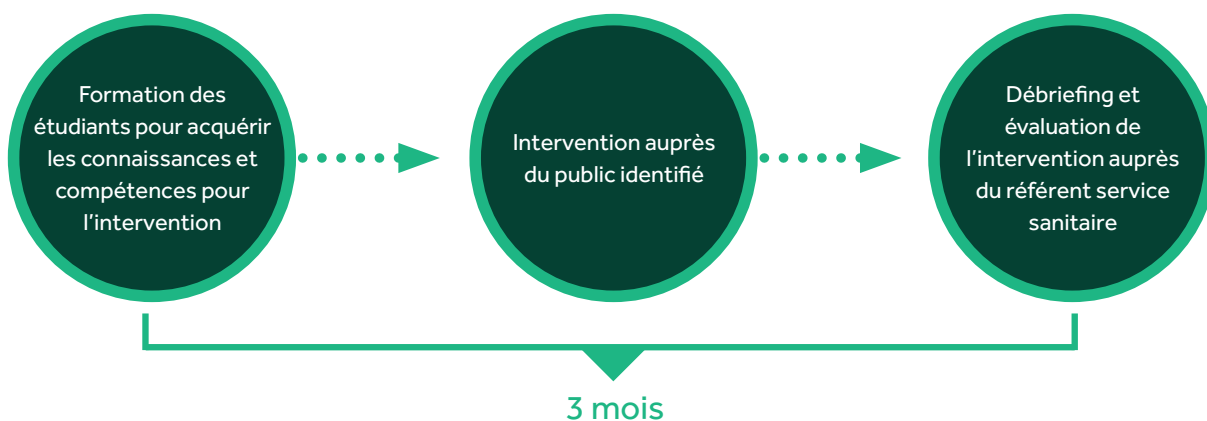 Formation des
étudiants pour acquérir
les connaissances et
compétences pour
l'intervention
Intervention auprès
du public identifié
Débriefing et
évaluation de
l'intervention auprès
du référent service
sanitaire
3 mois